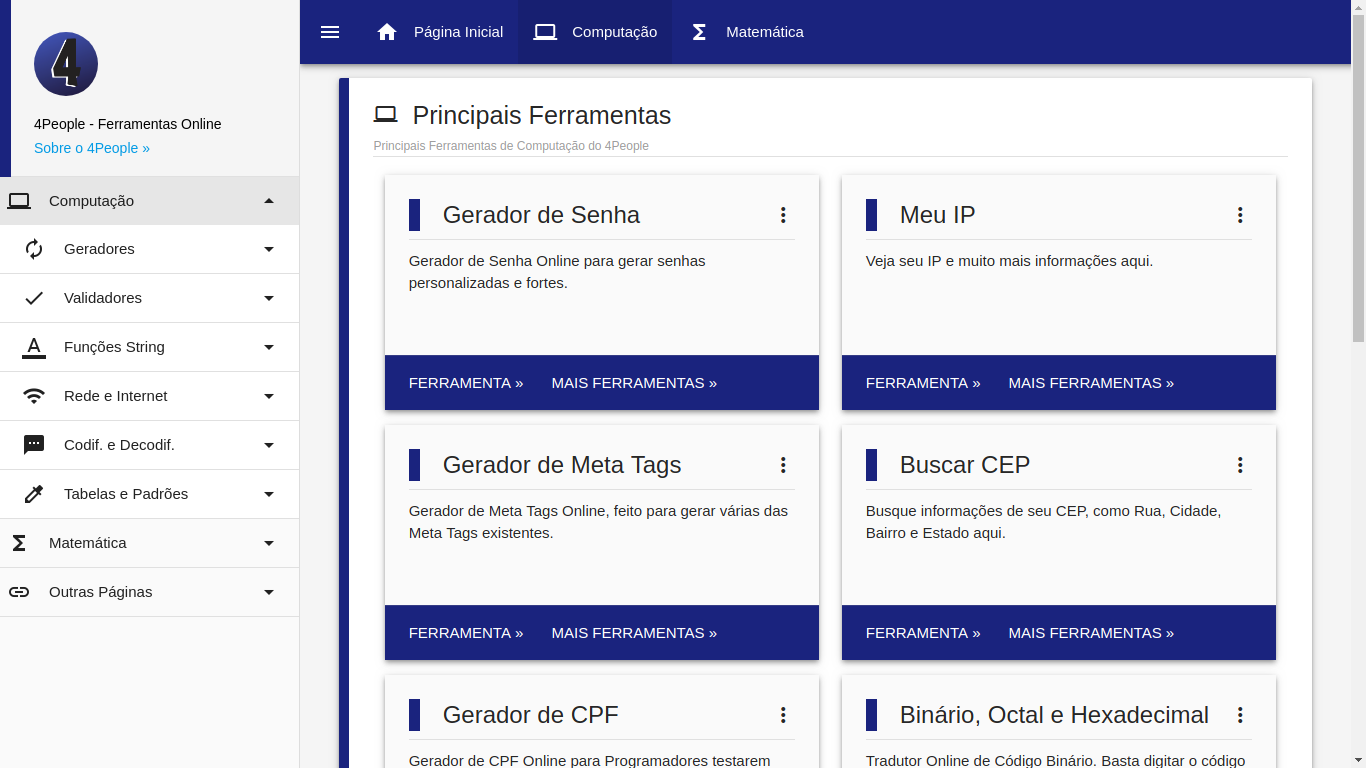 4
4People - Ferramentas Online
Sobre o 4People »
Computação
Geradores
Validadores
Funções String
Rede e Internet
Codif. e Decodif.
Tabelas e Padrões
Matemática
Outras Páginas
Página Inicial
Computação
Matemática
Principais Ferramentas
Principais Ferramentas de Computação do 4People
Gerador de Senha
Gerador de Senha Online para gerar senhas
personalizadas e fortes.
FERRAMENTA »
MAIS FERRAMENTAS »
Meu IP
Veja seu IP e muito mais informações aqui.
FERRAMENTA »
MAIS FERRAMENTAS »
Gerador de Meta Tags
Gerador de Meta Tags Online, feito para gerar várias das
Meta Tags existentes.
FERRAMENTA »
MAIS FERRAMENTAS »
Buscar CEP
Busque informações de seu CEP, como Rua, Cidade,
Bairro e Estado aqui.
FERRAMENTA »
MAIS FERRAMENTAS »
Gerador de CPF
Gerador de CPF Online para Programadores testarem
Binário, Octal e Hexadecimal
Tradutor Online de Código Binário. Basta digitar o código